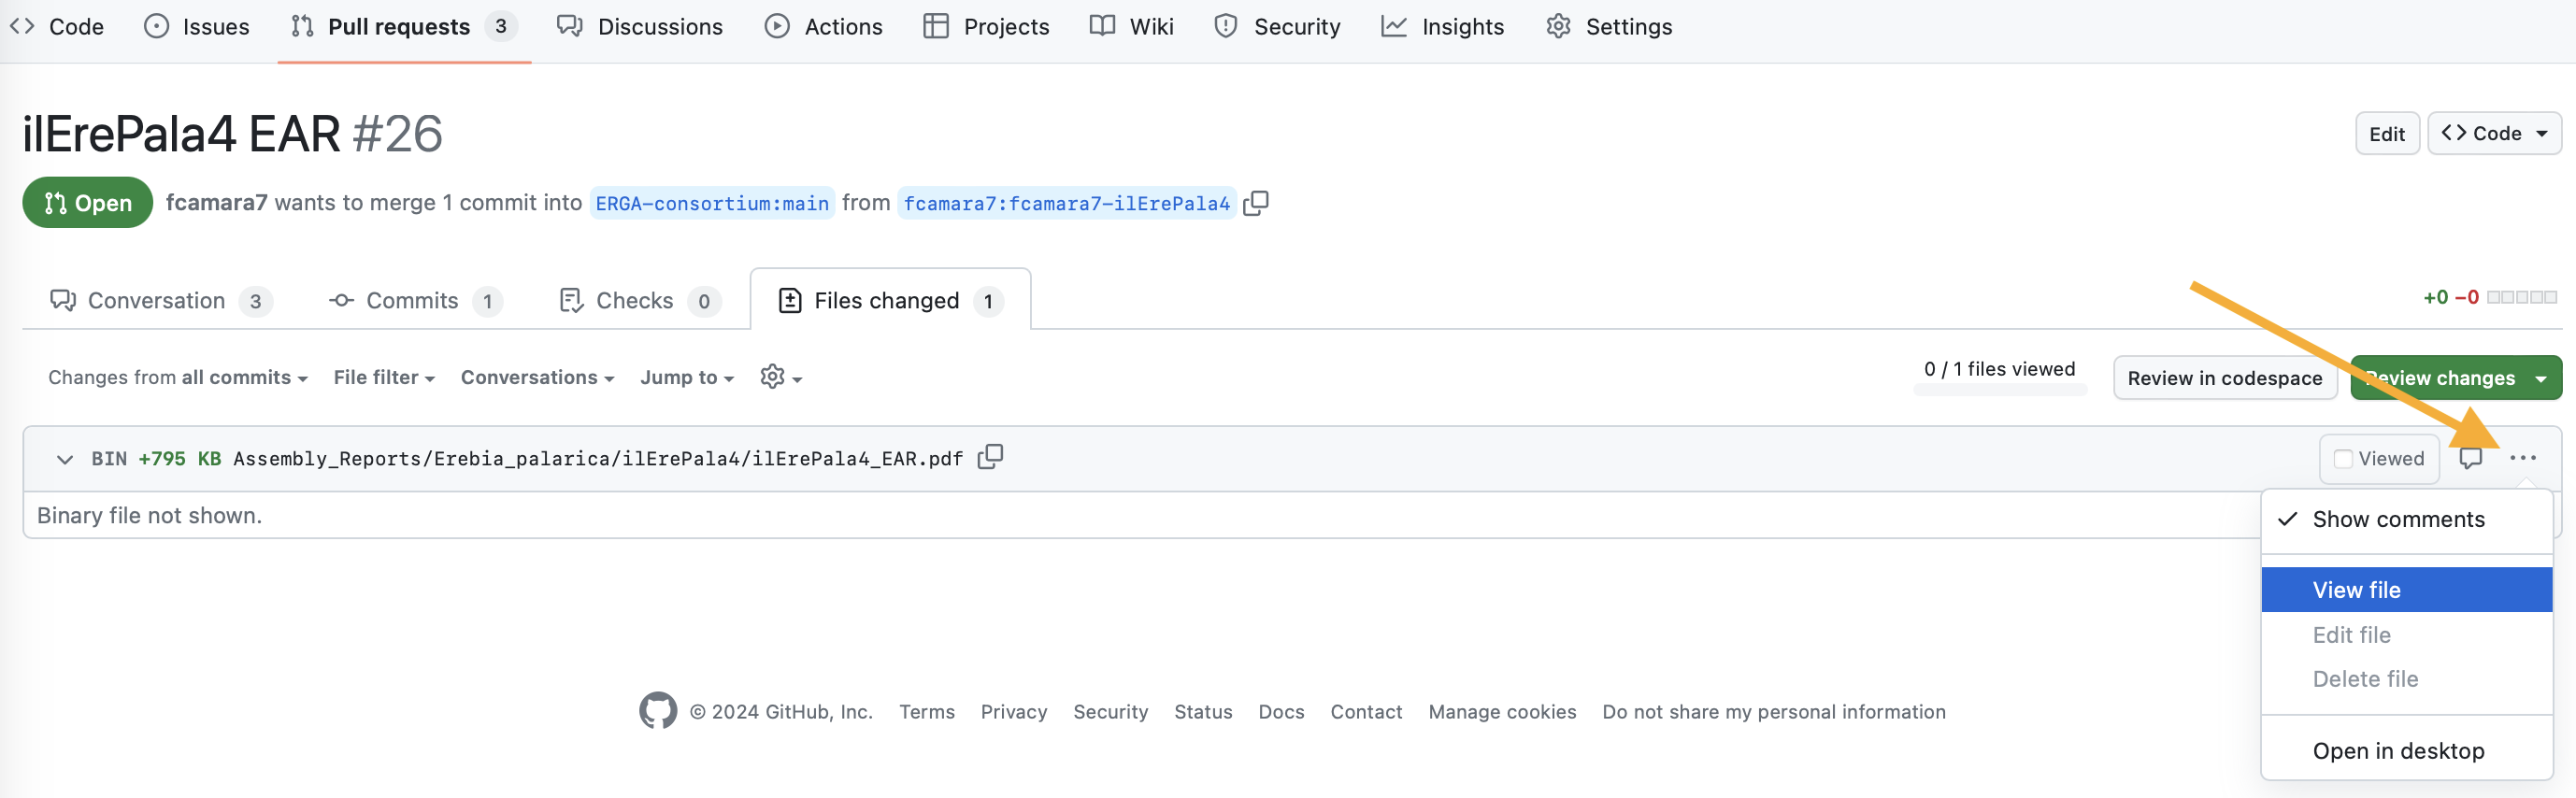 Code Issues Pull requests 3 Discussions Actions Projects Wiki Security Insights Settings
ilErePala4 EAR #26
Edit <> Code
Open fcamara7 wants to merge 1 commit into ERGA-consortium:main from fcamara7:fcamara7-ilErePala4
Conversation 3 Commits 1 Checks 0 Files changed 1
+0 −0
Changes from all commits File filter Conversations Jump to
0 / 1 files viewed
Review in codespace
Review changes
BIN +795 KB Assembly_Reports/Erebia_palarica/ilErePala4/ilErePala4_EAR.pdf
Viewed
Binary file not shown.
Show comments
View file
Edit file
Delete file
Open in desktop
© 2024 GitHub, Inc. Terms Privacy Security Status Docs Contact Manage cookies Do not share my personal information